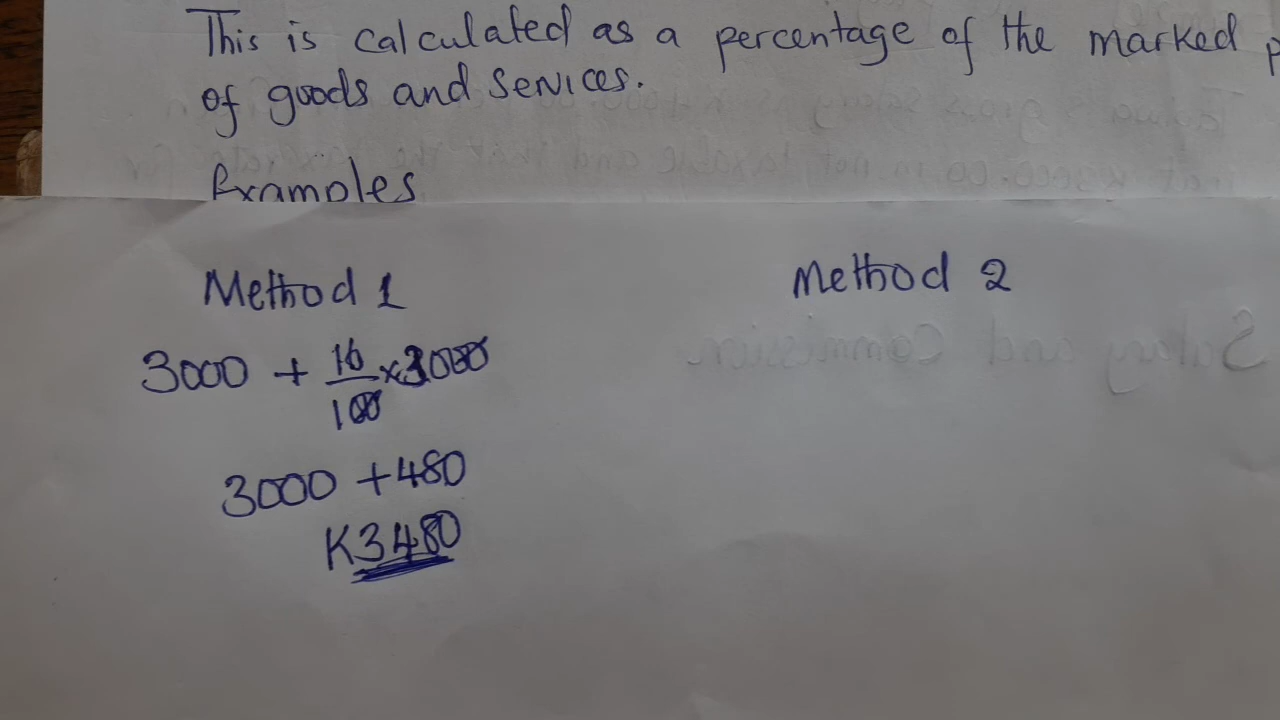 This is calculated as a percentage of the marked
of goods and services.
Examples
Method 1
3000 + 16/100 x 3000
3000 + 480
K3480
Method 2